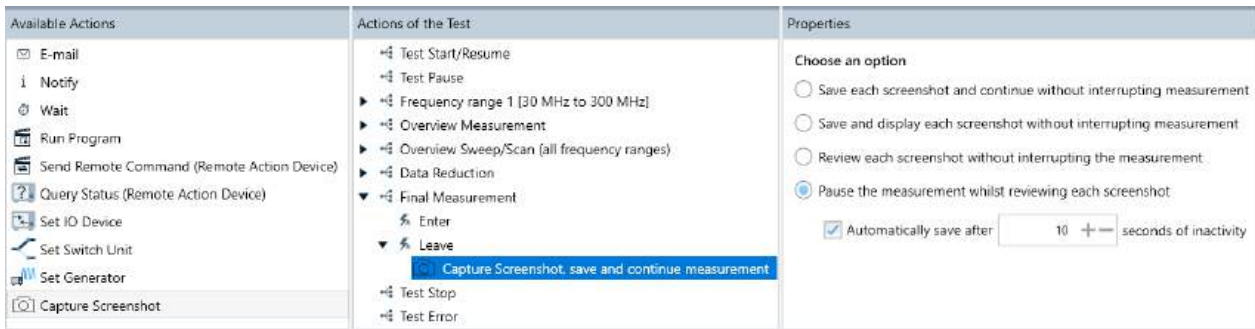 Available Actions
E-mail
Notify
Wait
Run Program
Send Remote Command (Remote Action Device)
Query Status (Remote Action Device)
Set IO Device
Set Switch Unit
Set Generator
Capture Screenshot
Actions of the Test
Test Start/Resume
Test Pause
Frequency range 1 [30 MHz to 300 MHz]
Overview Measurement
Overview Sweep/Scan (all frequency ranges)
Data Reduction
Final Measurement
Enter
Leave
Capture Screenshot, save and continue measurement
Test Stop
Test Error
Properties
Choose an option
Save each screenshot and continue without interrupting measurement
Save and display each screenshot without interrupting measurement
Review each screenshot without interrupting the measurement
Pause the measurement whilst reviewing each screenshot
Automatically save after 10 seconds of inactivity